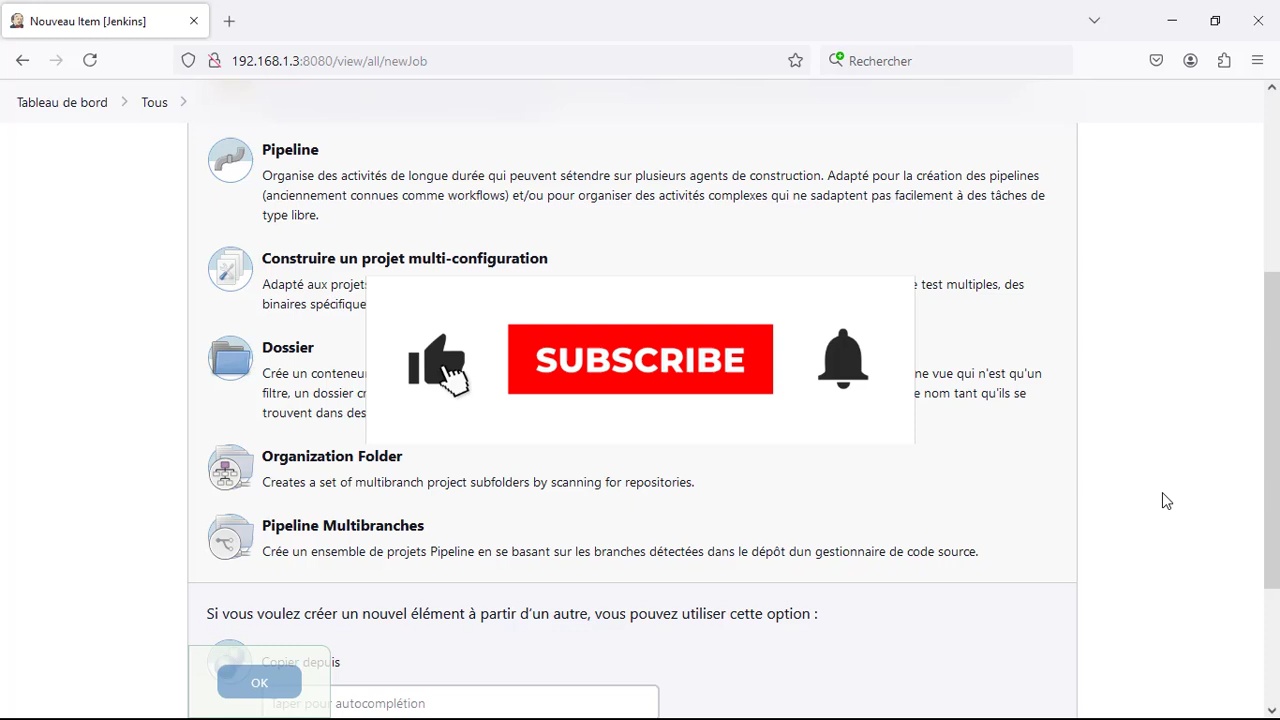 Nouveau Item [Jenkins]
192.168.1.3:8080/view/all/newJob
Rechercher
Tableau de bord
Tous
Pipeline
Organise des activités de longue durée qui peuvent sétendre sur plusieurs agents de construction. Adapté pour la création des pipelines
(anciennement connues comme workflows) et/ou pour organiser des activités complexes qui ne sadaptent pas facilement à des tâches de
type libre.
Construire un projet multi-configuration
Adapté aux projets test multiples, des
binaires spécifique
Dossier
Crée un conteneur ne vue qui n'est qu'un
filtre, un dossier cr nom tant qu'ils se
trouvent dans des
SUBSCRIBE
Organization Folder
Creates a set of multibranch project subfolders by scanning for repositories.
Pipeline Multibranches
Crée un ensemble de projets Pipeline en se basant sur les branches détectées dans le dépôt dun gestionnaire de code source.
Si vous voulez créer un nouvel élément à partir d'un autre, vous pouvez utiliser cette option :
Copier depuis
OK
Taper pour autocomplétion